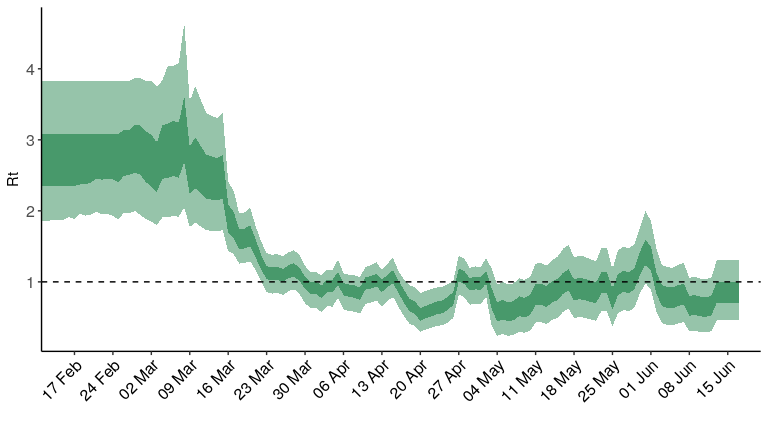 Rt
4
3
2
1
17 Feb
24 Feb
02 Mar
09 Mar
16 Mar
23 Mar
30 Mar
06 Apr
13 Apr
20 Apr
27 Apr
04 May
11 May
18 May
25 May
01 Jun
08 Jun
15 Jun